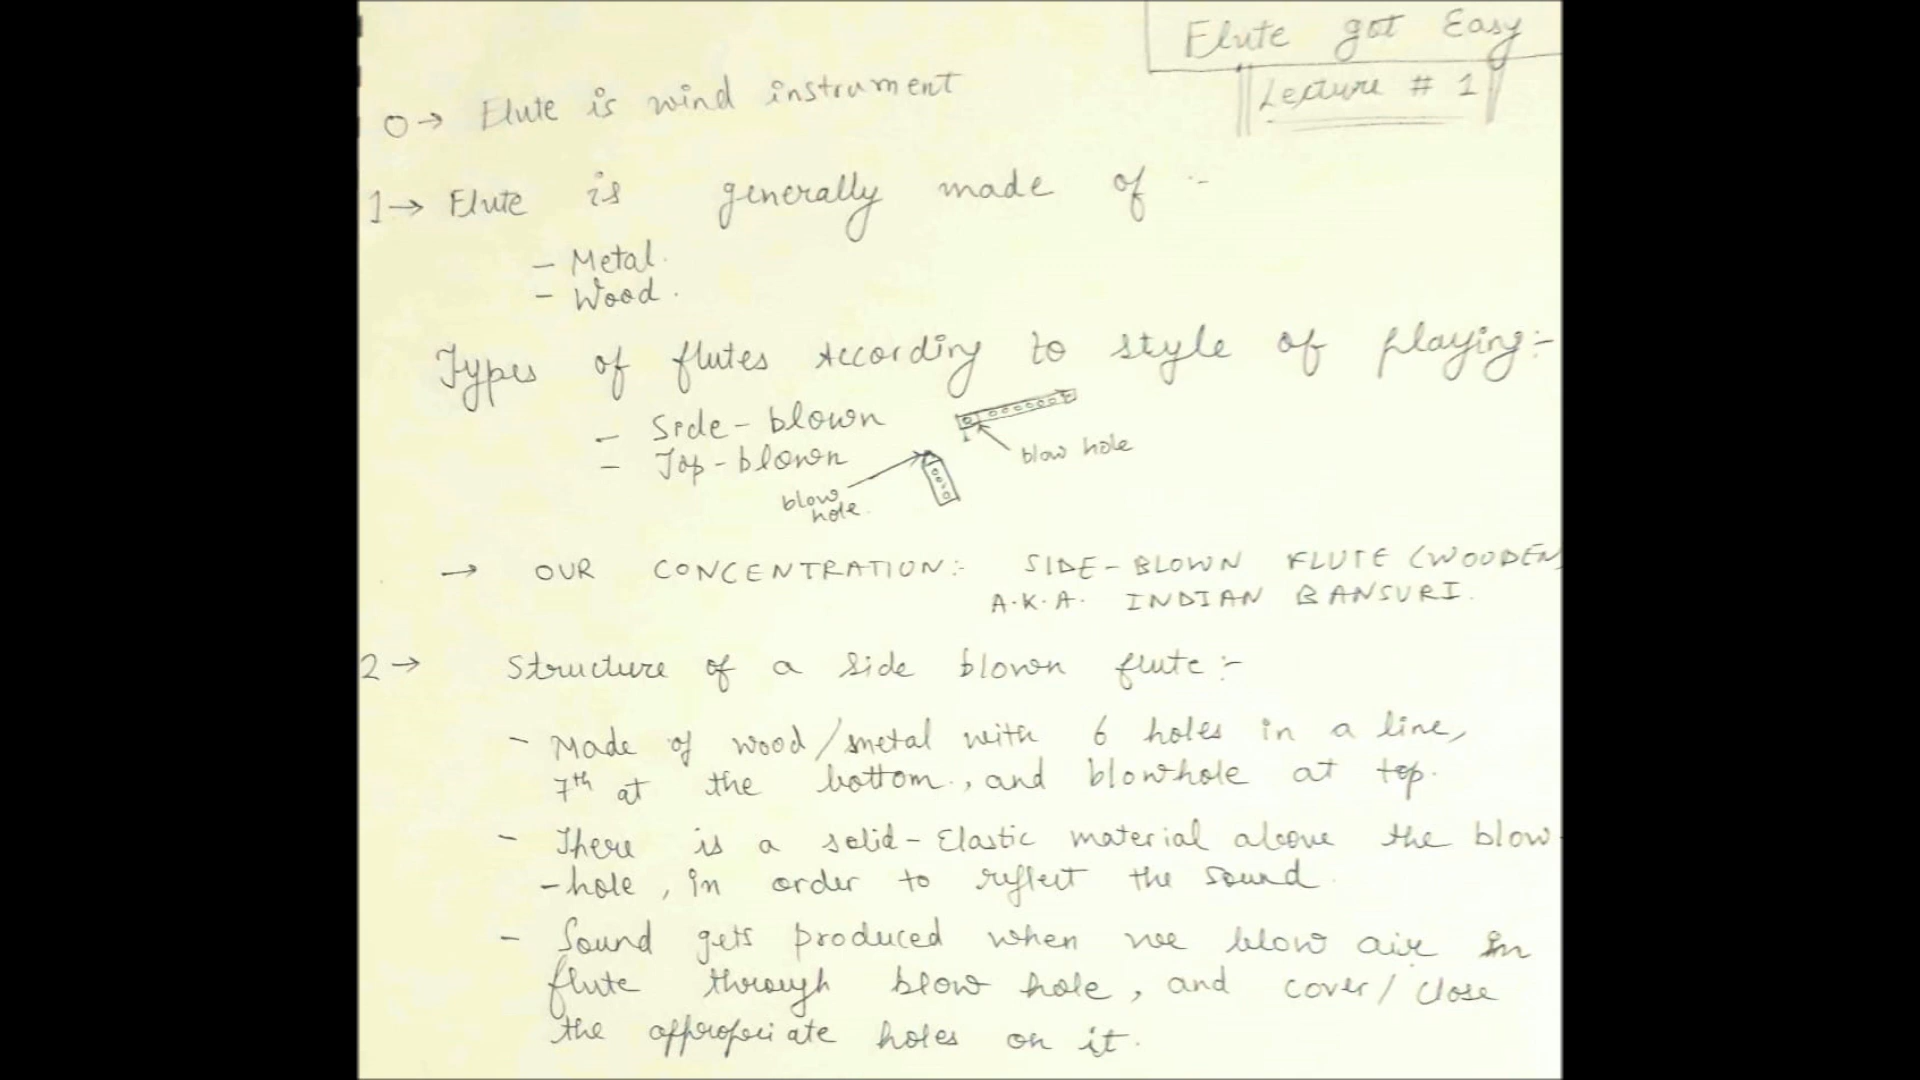 Flute got Easy
Lecture # 1
0→ Flute is wind instrument
1→ Flute is generally made of :-
- Metal.
- Wood.
Types of flutes According to style of playing:-
- Side-blown
- Top-blown
blow hole
blow
hole.
→ OUR CONCENTRATION:- SIDE-BLOWN FLUTE (WOODEN)
A.K.A. INDIAN BANSURI.
2→ Structure of a side blown flute:-
- Made of wood/metal with 6 holes in a line,
7th at the bottom, and blowhole at top.
- There is a solid-Elastic material above the blow
-hole, in order to reflect the sound.
- Sound gets produced when we blow air in
flute through blow hole, and cover/close
the appropriate holes on it.